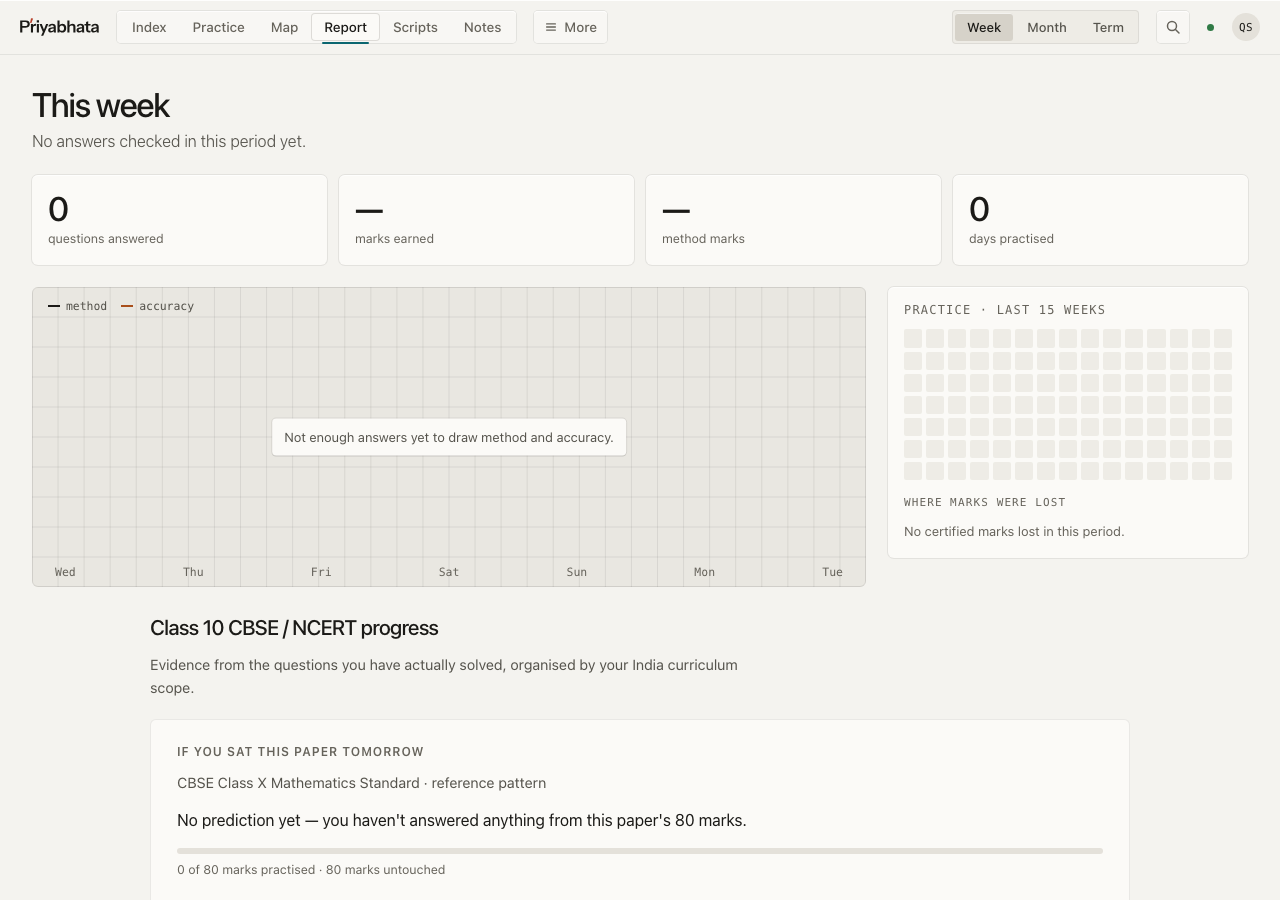 Priyabhata
Index
Practice
Map
Report
Scripts
Notes
More
Week
Month
Term
QS
This week
No answers checked in this period yet.
0
questions answered
—
marks earned
—
method marks
0
days practised
method
accuracy
Not enough answers yet to draw method and accuracy.
Wed
Thu
Fri
Sat
Sun
Mon
Tue
PRACTICE · LAST 15 WEEKS
WHERE MARKS WERE LOST
No certified marks lost in this period.
Class 10 CBSE / NCERT progress
Evidence from the questions you have actually solved, organised by your India curriculum
scope.
IF YOU SAT THIS PAPER TOMORROW
CBSE Class X Mathematics Standard · reference pattern
No prediction yet — you haven't answered anything from this paper's 80 marks.
0 of 80 marks practised · 80 marks untouched